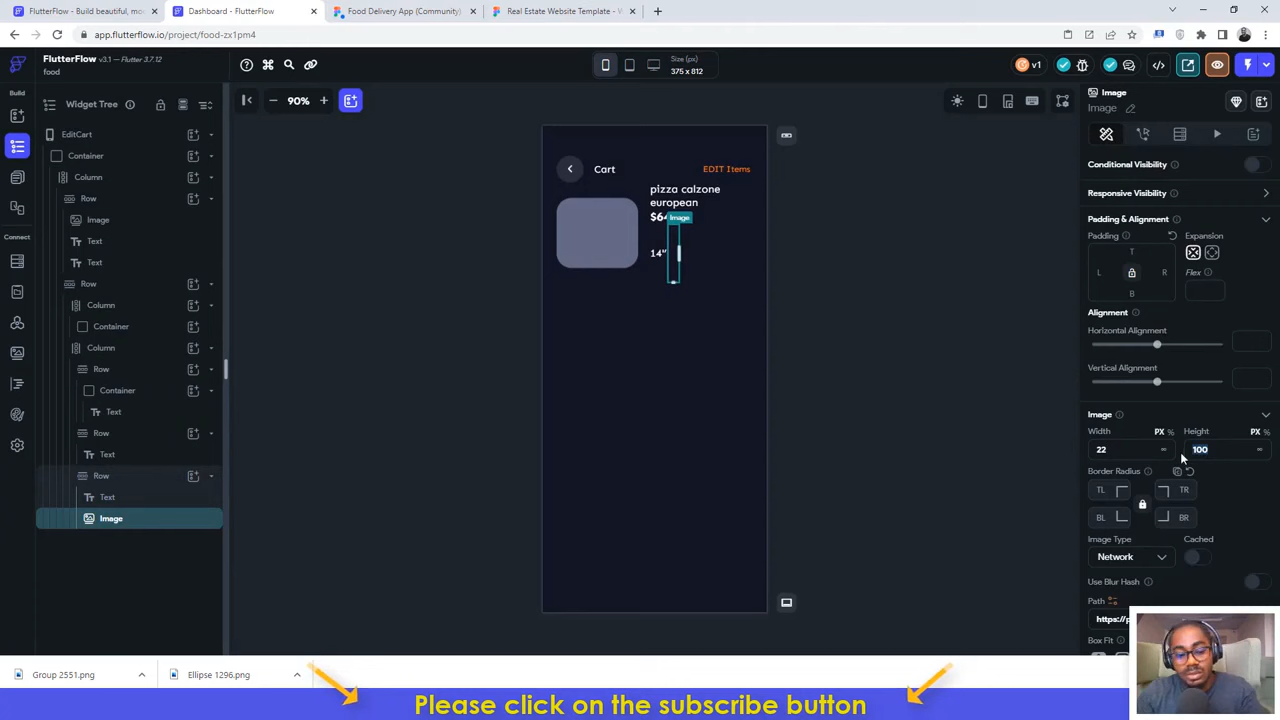 FlutterFlow - Build beautiful, mo
Dashboard - FlutterFlow
Food Delivery App (Community)
Real Estate Website Template - W
app.flutterflow.io/project/food-zx1pm4
FlutterFlow v3.1 — Flutter 3.7.12
food
Size (px)
375 x 812
v1
Build
Connect
Widget Tree
90%
EditCart
Container
Column
Row
Image
Text
Text
Row
Column
Container
Column
Row
Container
Text
Row
Text
Row
Text
Image
Cart
EDIT Items
pizza calzone
european
$64
Image
14"
Image
Image
Conditional Visibility
Responsive Visibility
Padding & Alignment
Padding
Expansion
T
L
R
B
Flex
Alignment
Horizontal Alignment
Vertical Alignment
Image
Width PX %
Height PX %
22
100
Border Radius
TL
TR
BL
BR
Image Type
Cached
Network
Use Blur Hash
Path
https://p
Box Fit
Group 2551.png
Ellipse 1296.png
Please click on the subscribe button